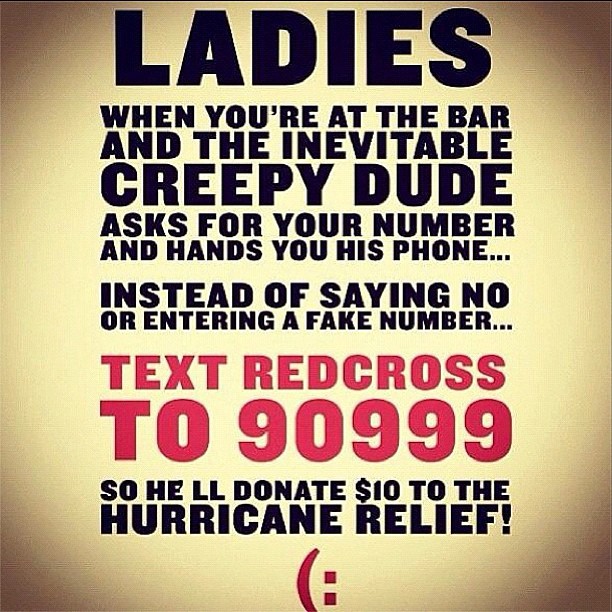 LADIES
WHEN YOU'RE AT THE BAR
AND THE INEVITABLE
CREEPY DUDE
ASKS FOR YOUR NUMBER
AND HANDS YOU HIS PHONE...
INSTEAD OF SAYING NO
OR ENTERING A FAKE NUMBER...
TEXT REDCROSS
TO 90999
SO HE LL DONATE $10 TO THE
HURRICANE RELIEF!
(: